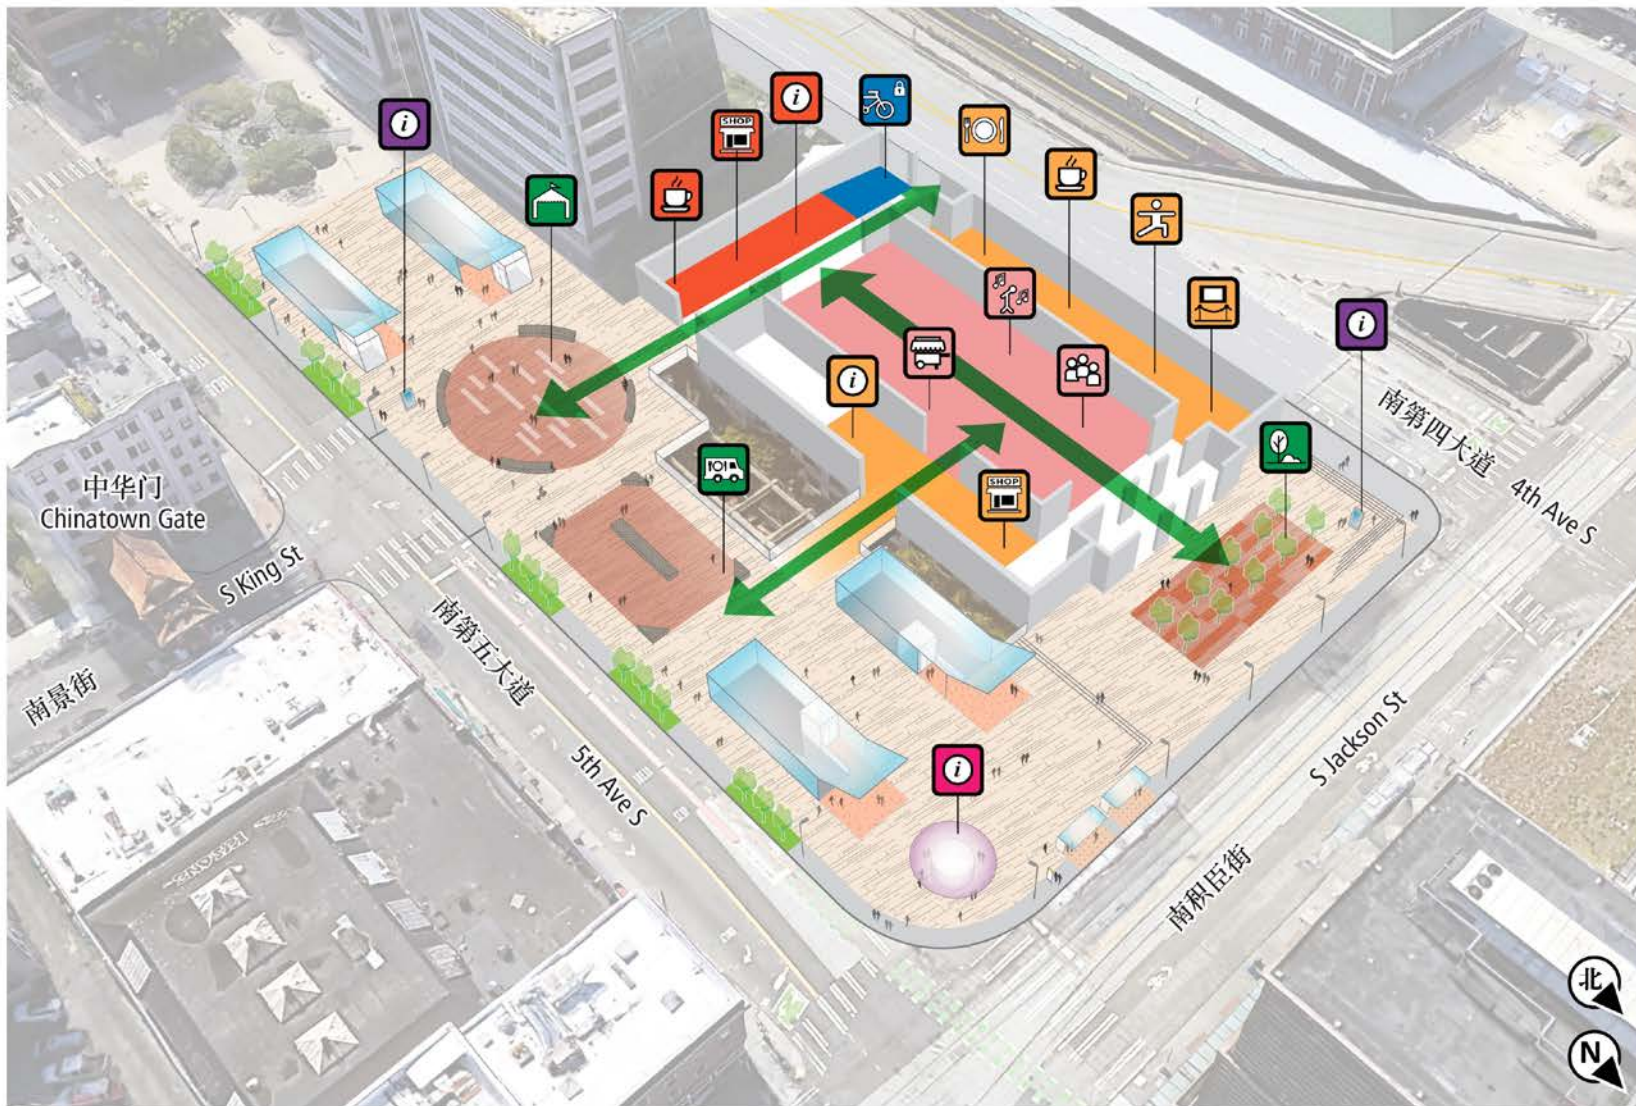 SHOP
中华门
Chinatown Gate
S King St
南景街
南第五大道
5th Ave S
SHOP
南第四大道
4th Ave S
S Jackson St
南积臣街
北
N